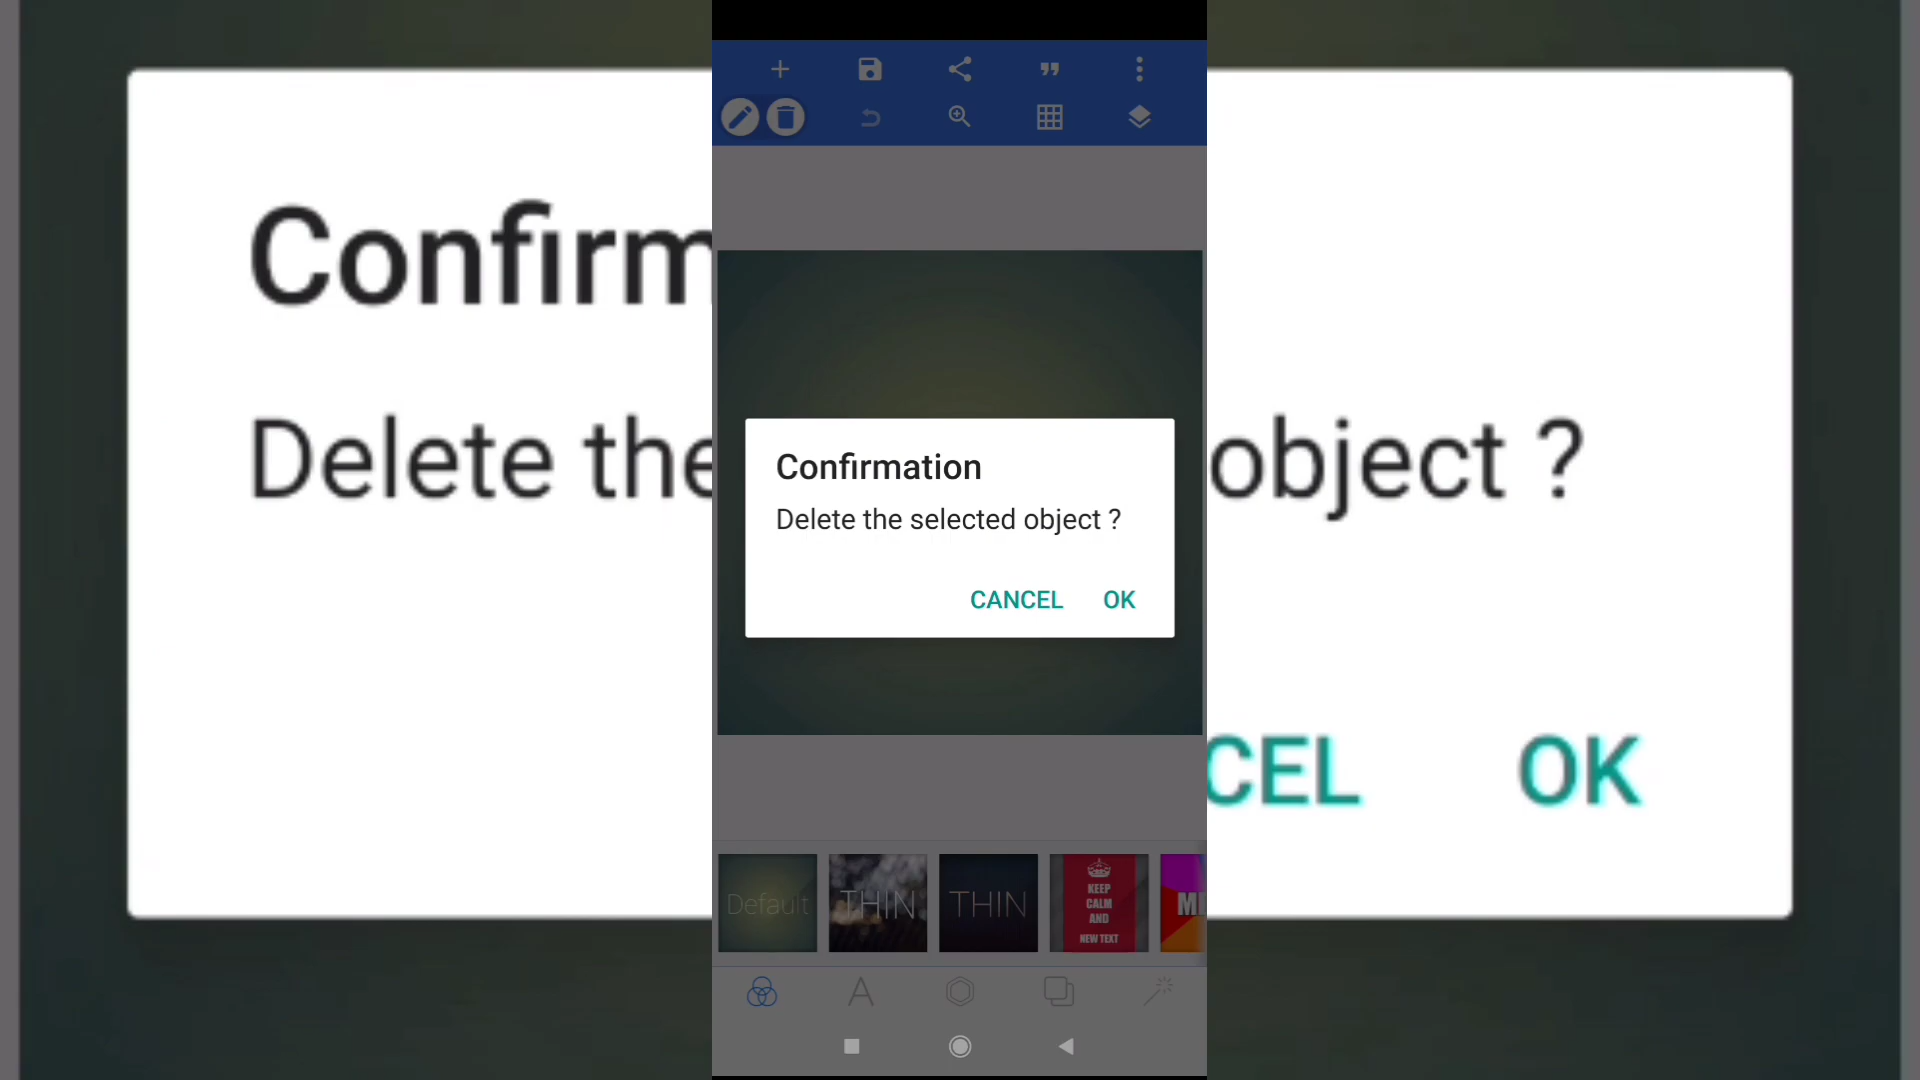 Confirm
Delete the
object ?
CEL
OK
Confirmation
Delete the selected object ?
CANCEL OK
Default
THIN
THIN
KEEP
CALM
AND
NEW TEXT